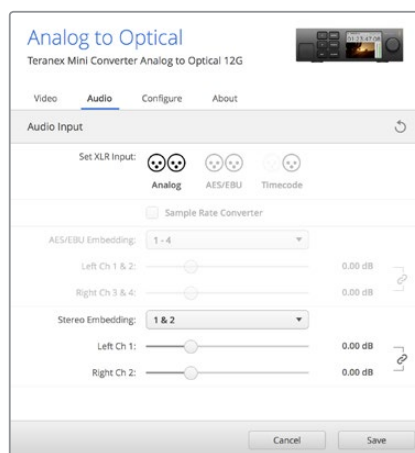 Analog to Optical
Teranex Mini Converter Analog to Optical 12G
Video Audio Configure About
Audio Input
Set XLR Input:
Analog AES/EBU Timecode
Sample Rate Converter
AES/EBU Embedding: 1 - 4
Left Ch 1 & 2: 0.00 dB
Right Ch 3 & 4: 0.00 dB
Stereo Embedding: 1 & 2
Left Ch 1: 0.00 dB
Right Ch 2: 0.00 dB
Cancel Save